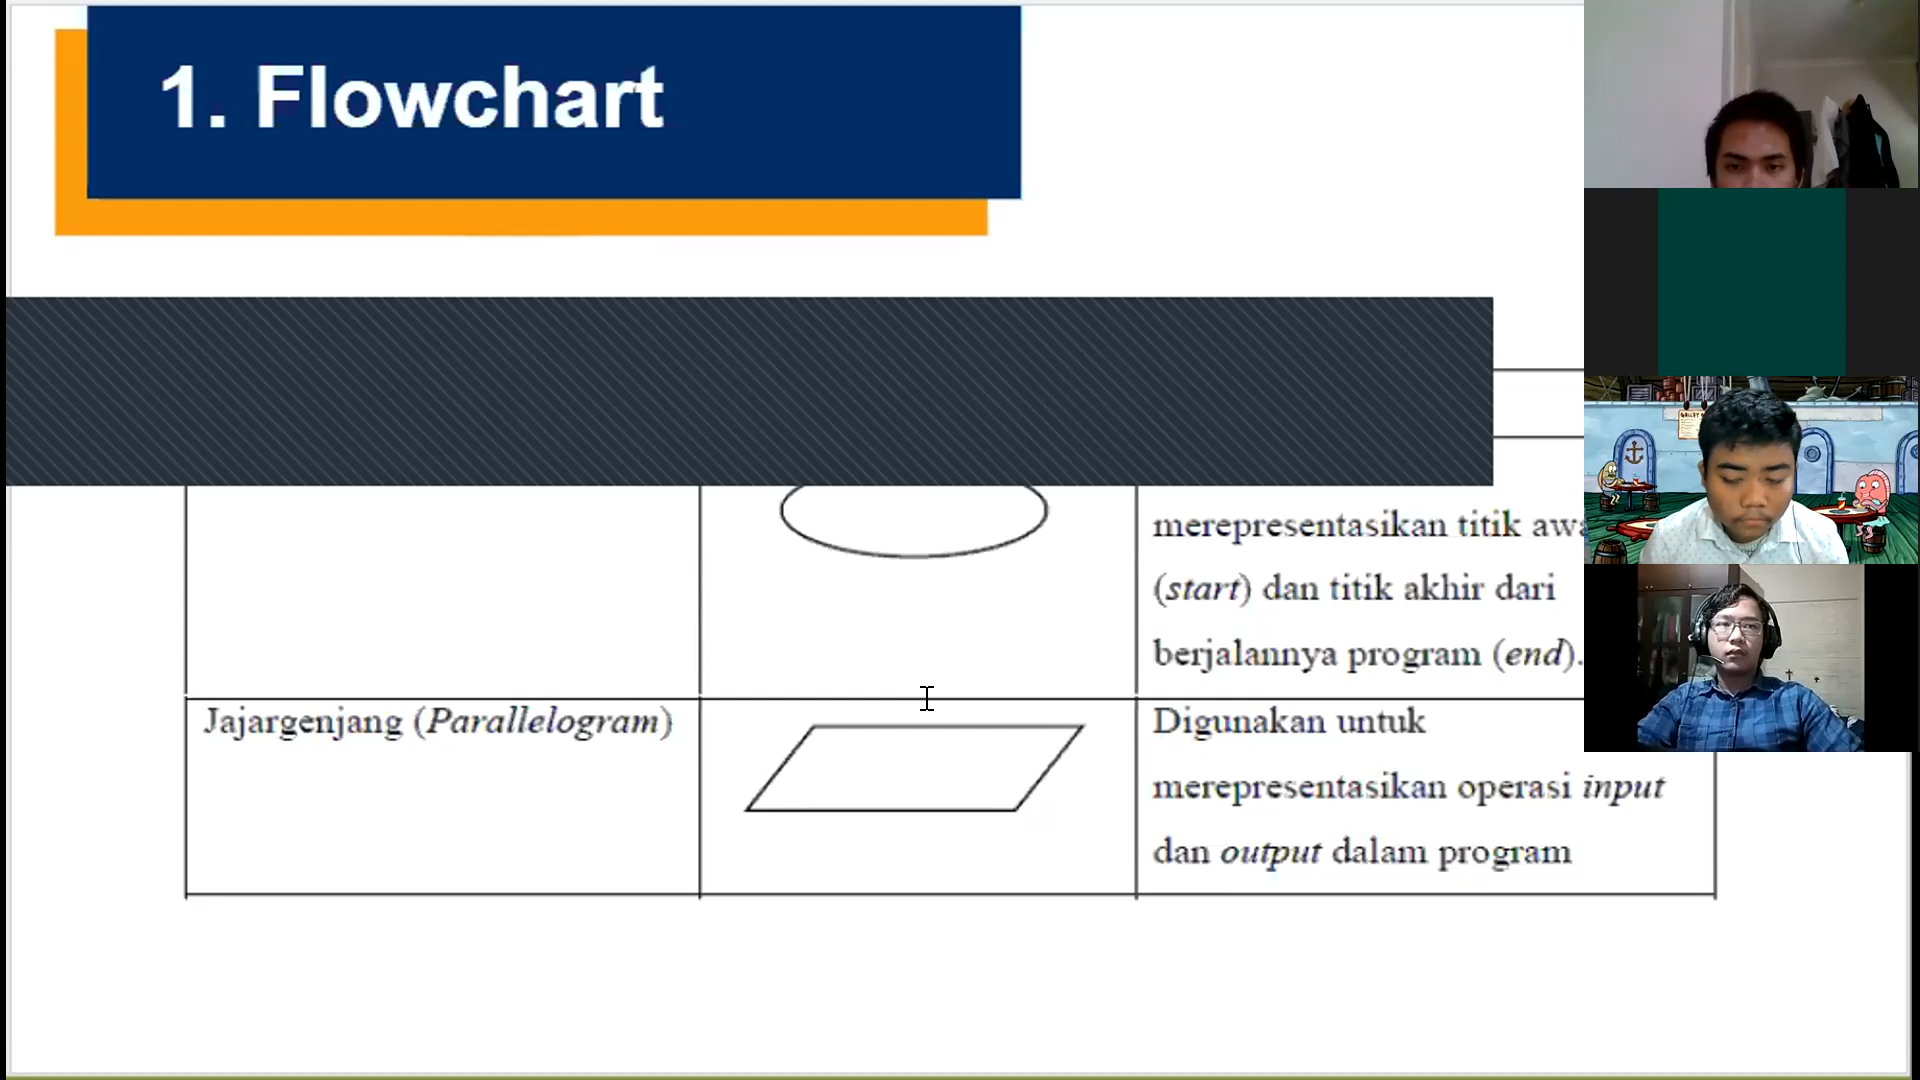 1. Flowchart
merepresentasikan titik
(start) dan titik akhir dari
berjalannya program (end).
Jajargenjang (Parallelogram)
Digunakan untuk
merepresentasikan operasi input
dan output dalam program